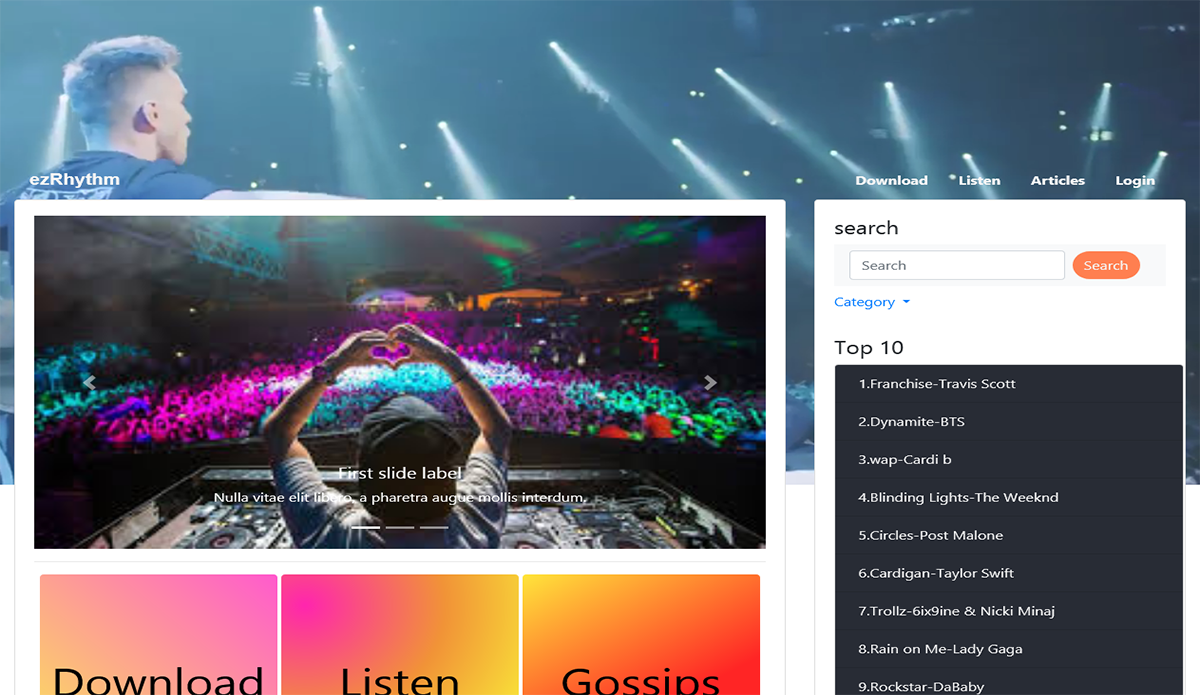 ezRhythm
Download Listen Articles Login
First slide label
Nulla vitae elit libero, a pharetra augue mollis interdum.
Download
Listen
Gossips
search
Search Search
Category
Top 10
1.Franchise-Travis Scott
2.Dynamite-BTS
3.wap-Cardi b
4.Blinding Lights-The Weeknd
5.Circles-Post Malone
6.Cardigan-Taylor Swift
7.Trollz-6ix9ine & Nicki Minaj
8.Rain on Me-Lady Gaga
9.Rockstar-DaBaby